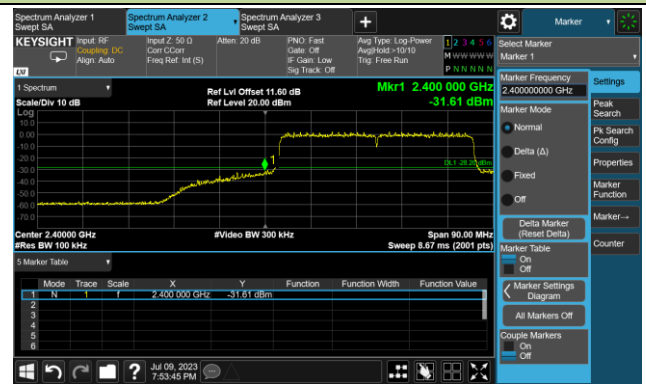 Spectrum Analyzer 1
Swept SA
Spectrum Analyzer 2
Swept SA
Spectrum Analyzer 3
Swept SA
+
Marker
KEYSIGHT
Input: RF
Coupling: DC
Align: Auto
Input Z: 50 Ω
Corr CCorr
Freq Ref: Int (S)
Atten: 20 dB
PNO: Fast
Gate: Off
IF Gain: Low
Sig Track: Off
Avg Type: Log-Power
Avg|Hold:>10/10
Trig: Free Run
1 2 3 4 5 6
M W W W W W
P N N N N N
LXI
Select Marker
Marker 1
1 Spectrum
Scale/Div 10 dB
Ref Lvl Offset 11.60 dB
Ref Level 20.00 dBm
Mkr1 2.400 000 GHz
-31.61 dBm
Log
10.0
0.00
-10.0
-20.0
-30.0
-40.0
-50.0
-60.0
-70.0
1
DL1 -28.20 dBm
Center 2.40000 GHz
#Res BW 100 kHz
#Video BW 300 kHz
Span 90.00 MHz
Sweep 8.67 ms (2001 pts)
5 Marker Table
Mode Trace Scale X Y Function Function Width Function Value
1 N 1 f 2.400 000 GHz -31.61 dBm
2
3
4
5
6
Marker Frequency
2.400000000 GHz
Marker Mode
Normal
Delta (Δ)
Fixed
Off
Delta Marker
(Reset Delta)
Marker Table
On
Off
Marker Settings
Diagram
All Markers Off
Couple Markers
On
Off
Settings
Peak
Search
Pk Search
Config
Properties
Marker
Function
Marker→
Counter
?
Jul 09, 2023
7:53:45 PM